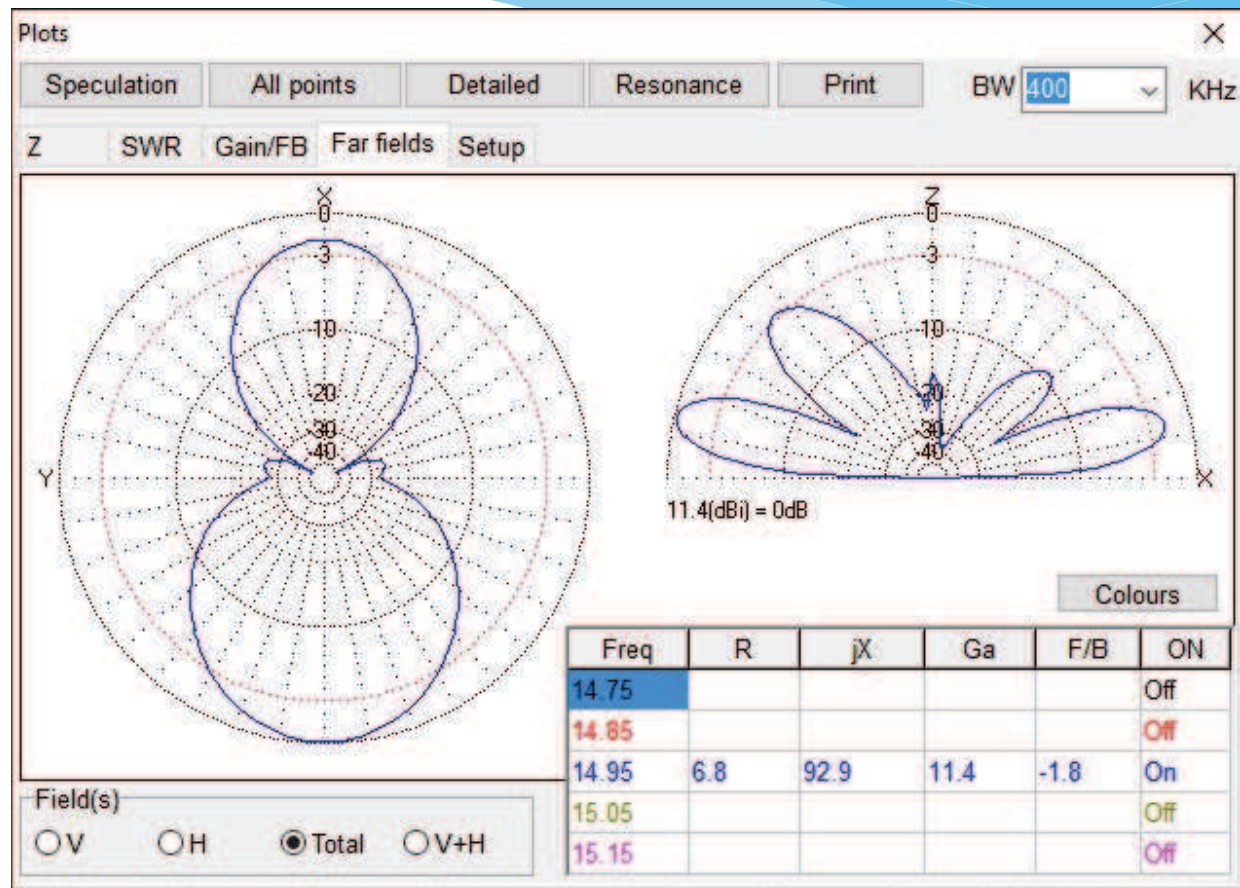 Plots
Speculation All points Detailed Resonance Print BW 400 KHz
Z SWR Gain/FB Far fields Setup
X
0
3
10
20
30
40
Y
Z
0
3
10
20
30
40
X
11.4(dBi) = 0dB
Colours
Freq R jX Ga F/B ON
14.75 Off
14.85 Off
14.95 6.8 92.9 11.4 -1.8 On
15.05 Off
15.15 Off
Field(s)
V H Total V+H